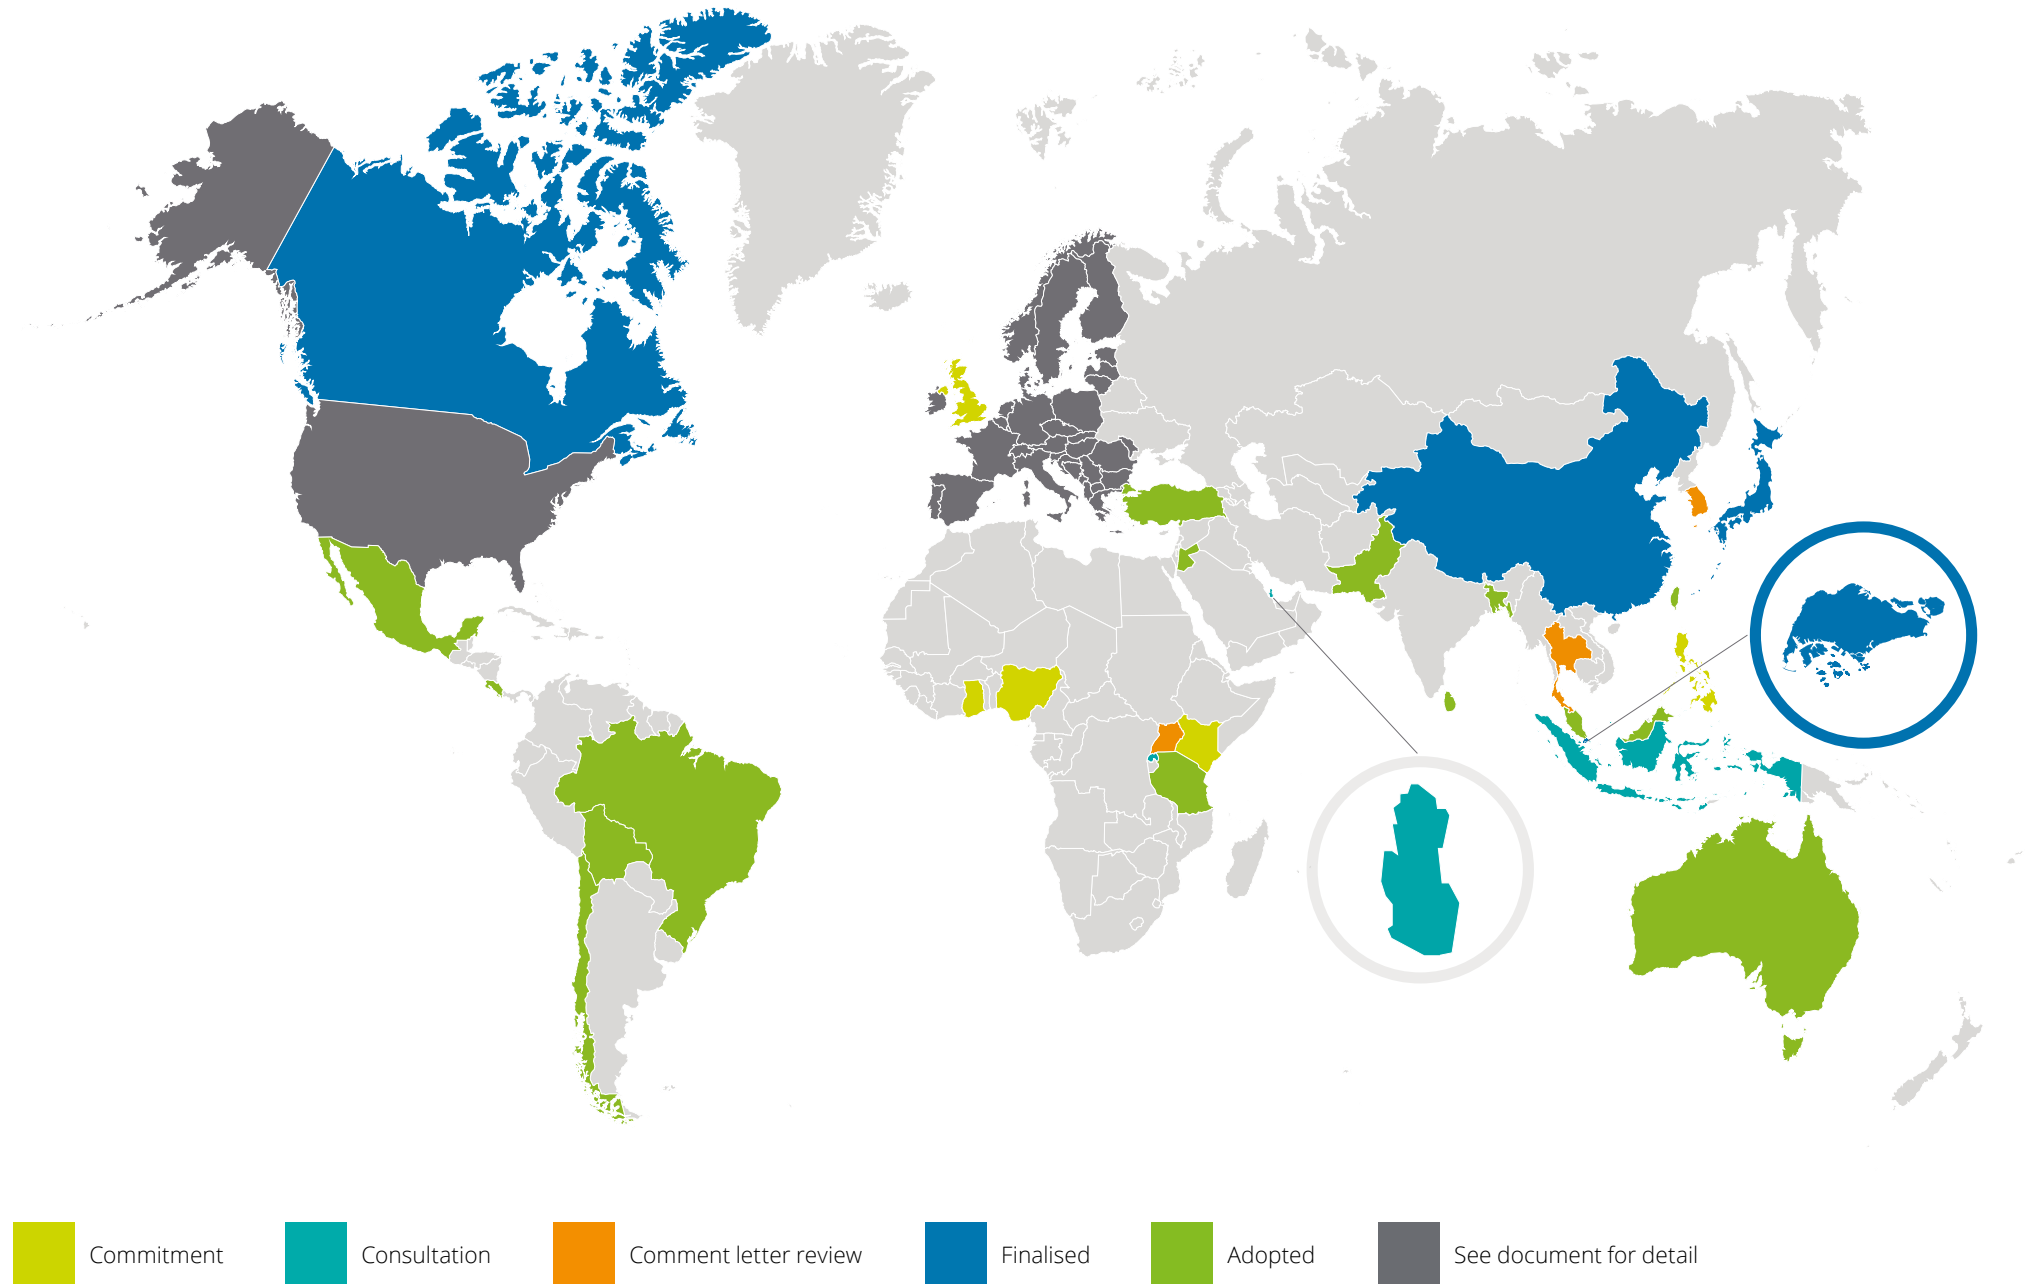 Commitment
Consultation
Comment letter review
Finalised
Adopted
See document for detail